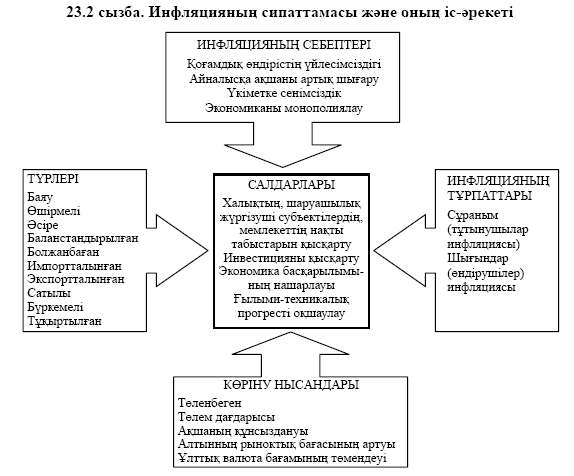 23.2 сызба. Инфляцияның сипаттамасы және оның іс-әрекеті
ИНФЛЯЦИЯНЫҢ СЕБЕПТЕРІ
Қоғамдық өндірістің үйлесімсіздігі
Айналысқа ақшаны артық шығару
Үкіметке сенімсіздік
Экономиканы монополиялау
ТҮРЛЕРІ
Баяу
Өшірмелі
Әсіре
Баланстандырылған
Болжанбаған
Импортталынған
Экспортталынған
Сатылы
Бүркемелі
Тұқыртылған
САЛДАРЛАРЫ
Халықтың, шаруашылық
жүргізуші субъектілердің,
мемлекеттің нақты
табыстарын қысқарту
Инвестицияны қысқарту
Экономика басқарылымы-
ның нашарлауы
Ғылыми-техникалық
прогресті оқшаулау
ИНФЛЯЦИЯНЫҢ
ТҰРПАТТАРЫ
Сұраным
(тұтынушылар
инфляциясы)
Шығындар
(өндірушілер)
инфляциясы
КӨРІНУ НЫСАНДАРЫ
Төленбеген
Төлем дағдарысы
Ақшаның құнсыздануы
Алтынның рыноктық бағасының артуы
Ұлттық валюта бағамының төмендеуі